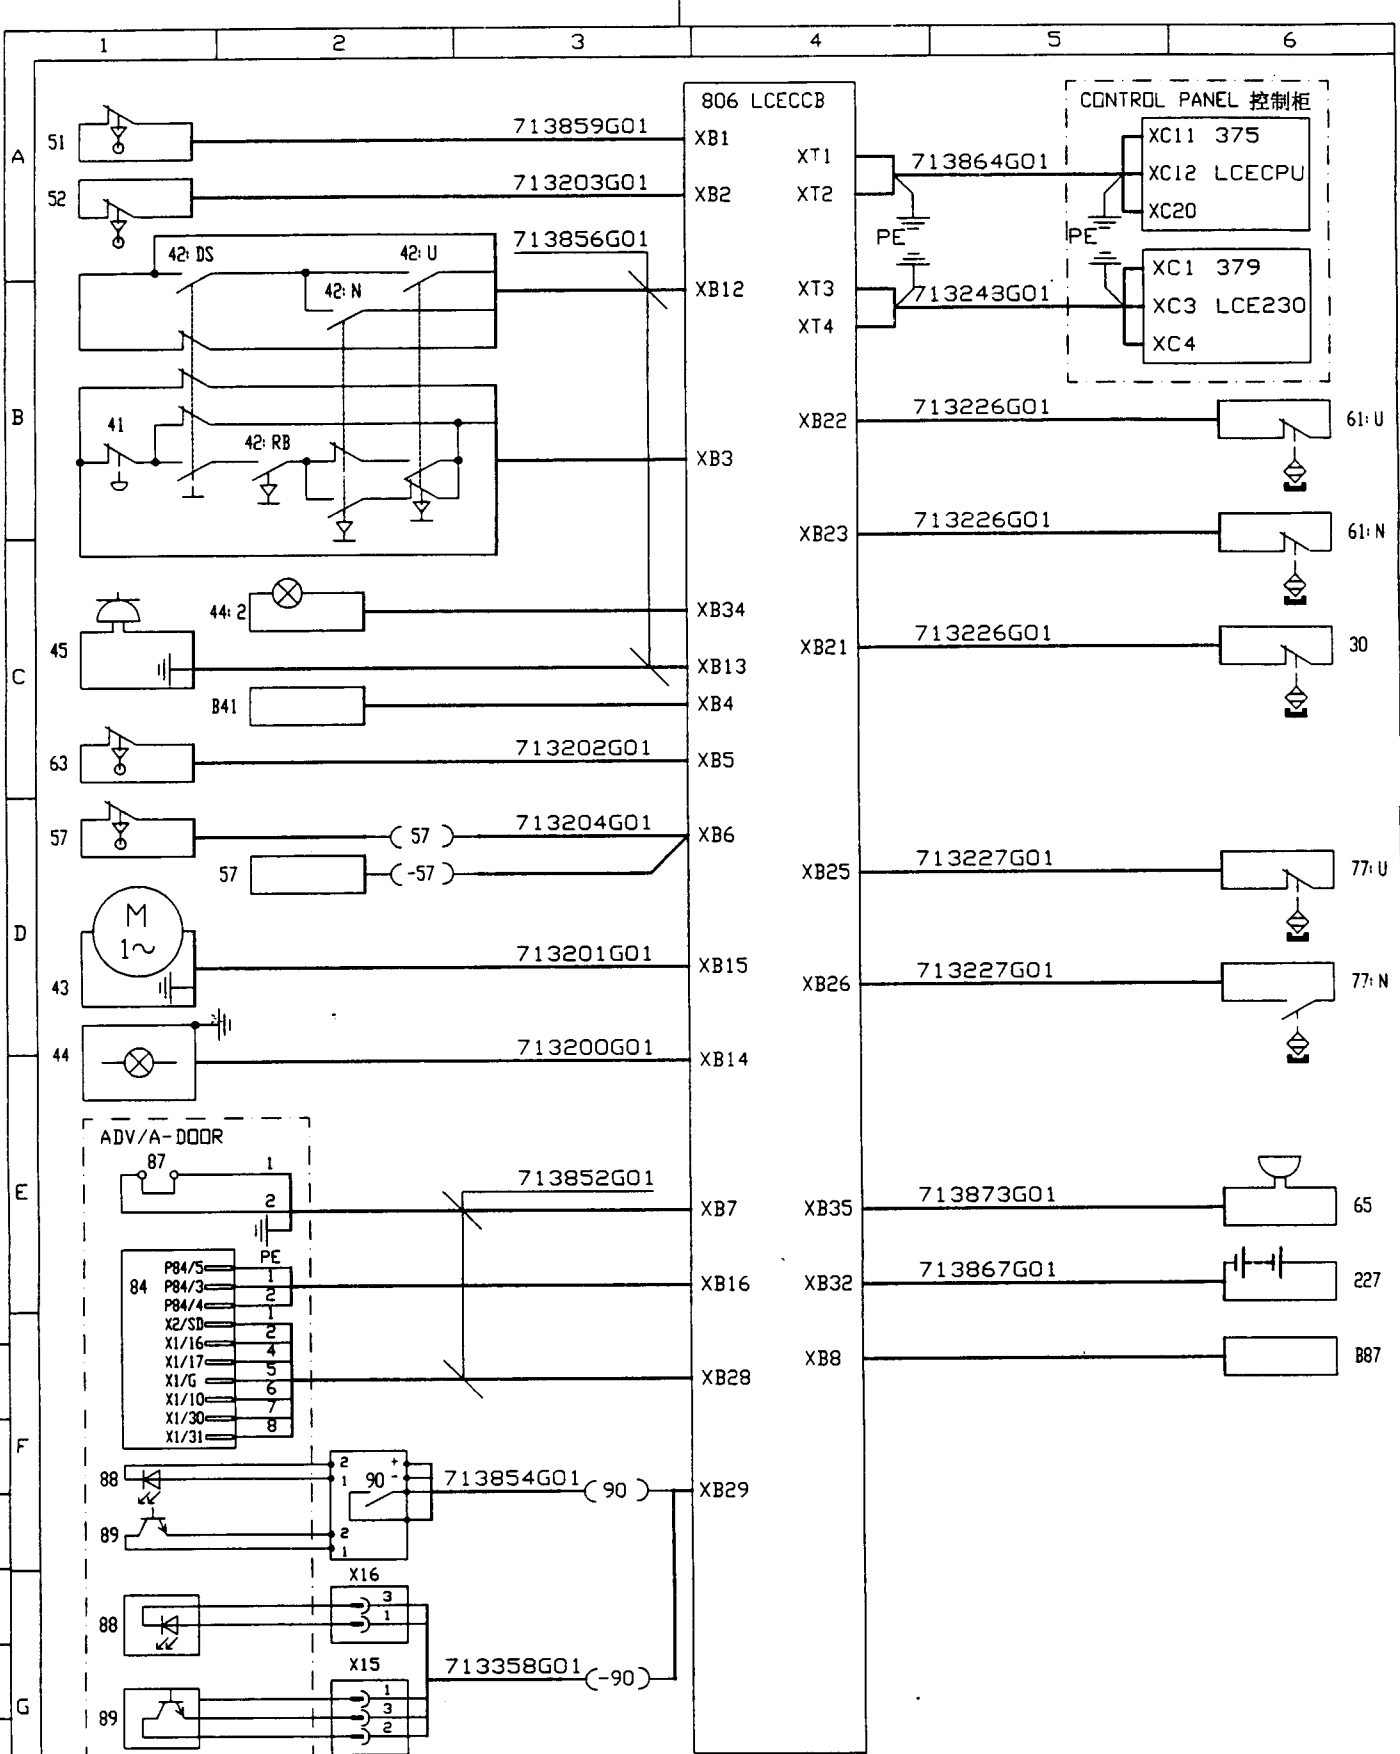 1 2 3 4 5 6
A
B
C
D
E
F
G
806 LCECCB
CONTROL PANEL 控制柜
51
713859G01
XB1
52
713203G01
XB2
XT1
XT2
713864G01
XC11 375
XC12 LCECPU
XC20
PE
PE
713856G01
42: DS
42: U
42: N
XB12
XT3
XT4
713243G01
XC1 379
XC3 LCE230
XC4
41
42: RB
XB3
XB22
713226G01
61: U
XB23
713226G01
61: N
44: 2
XB34
45
XB13
XB21
713226G01
30
B41
XB4
63
713202G01
XB5
57
( 57 )
713204G01
XB6
57
( -57 )
XB25
713227G01
77: U
M
1~
43
713201G01
XB15
XB26
713227G01
77: N
44
713200G01
XB14
ADV/A-DOOR
87
1
2
PE
713852G01
XB7
XB35
713873G01
65
84
P84/5
P84/3 1
P84/4 2
X2/SD 1
X1/16 2
X1/17 4
X1/G 5
X1/10 6
X1/30 7
X1/31 8
XB16
XB32
713867G01
227
XB28
XB8
B87
88
2
1
+
-
90
713854G01
( 90 )
XB29
89
2
1
X16
88
3
1
X15
713358G01
(-90)
89
1
3
2